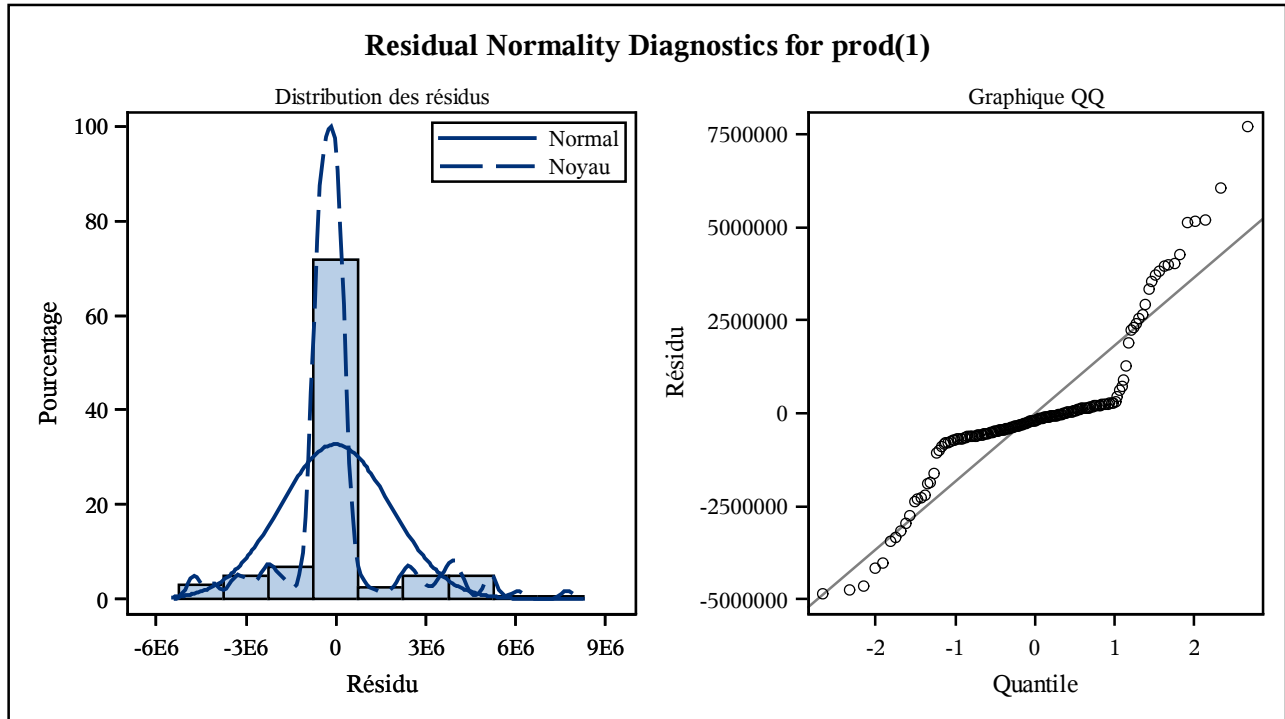 Residual Normality Diagnostics for prod(1)
Distribution des résidus
100
80
60
40
20
0
Pourcentage
Normal
Noyau
-6E6 -3E6 0 3E6 6E6 9E6
Résidu
Graphique QQ
7500000
5000000
2500000
0
-2500000
-5000000
Résidu
-2 -1 0 1 2
Quantile